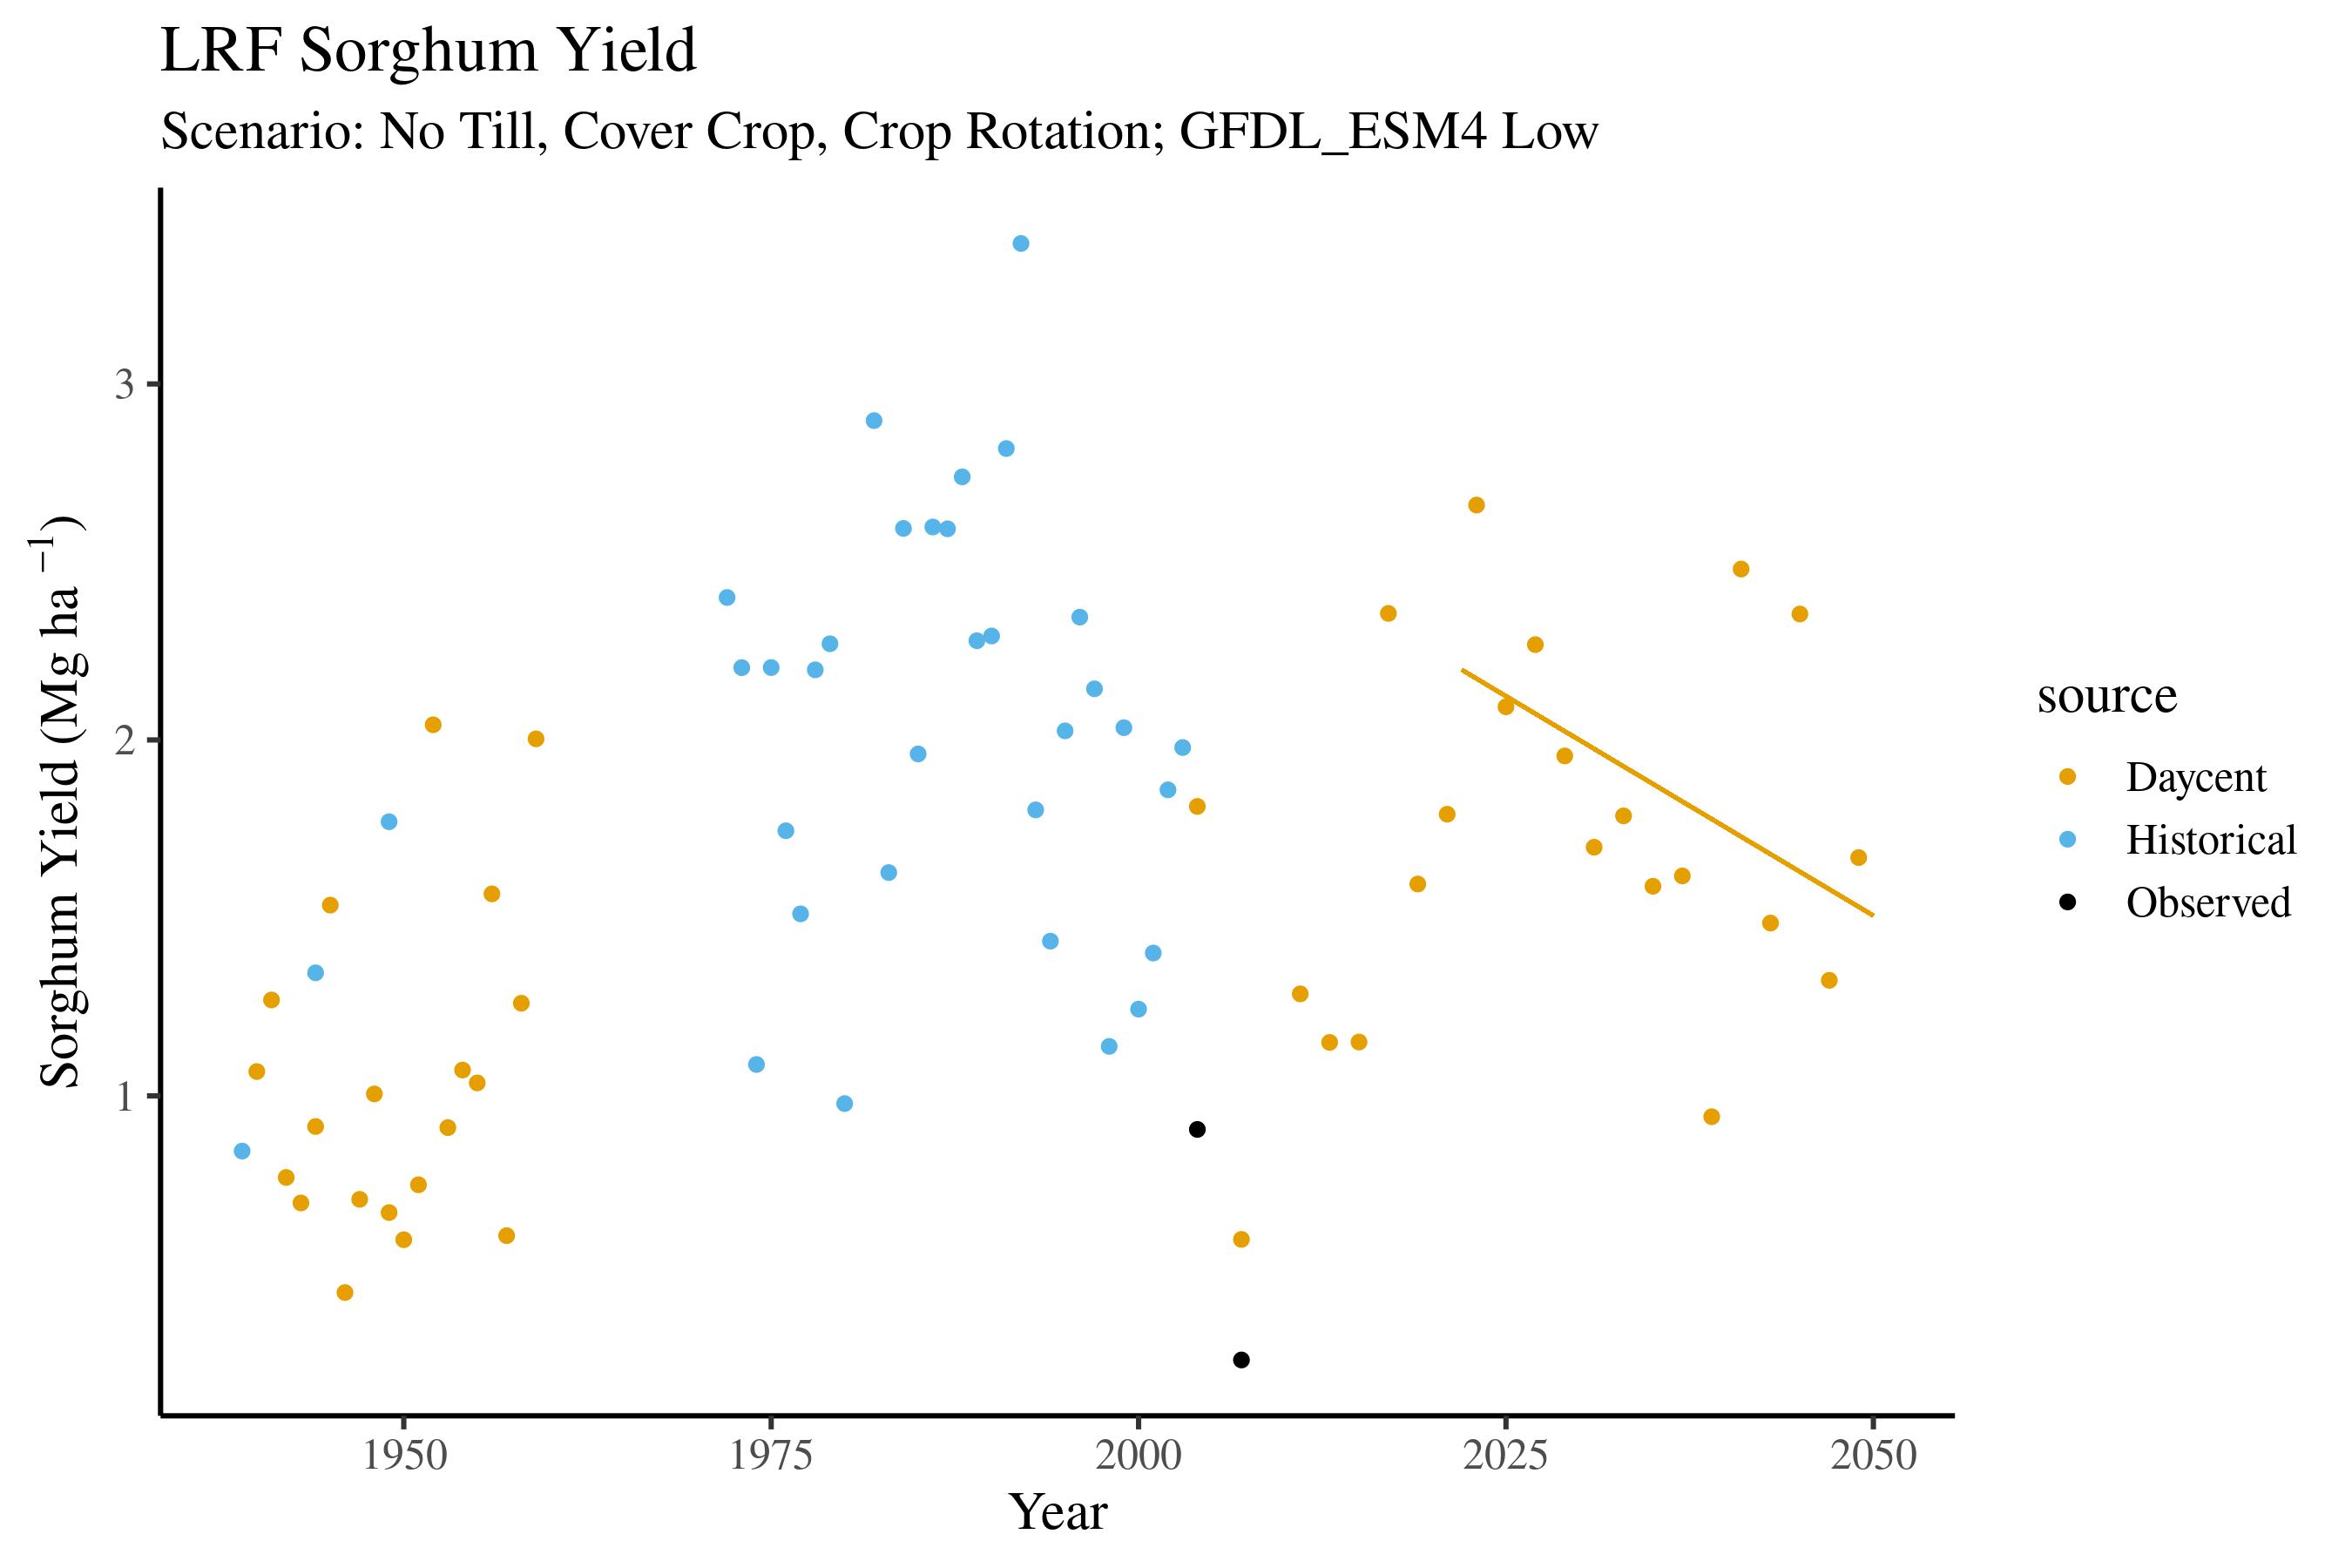 LRF Sorghum Yield
Scenario: No Till, Cover Crop, Crop Rotation; GFDL_ESM4 Low
Sorghum Yield (Mg ha −1)
3
2
1
1950
1975
2000
2025
2050
Year
source
Daycent
Historical
Observed